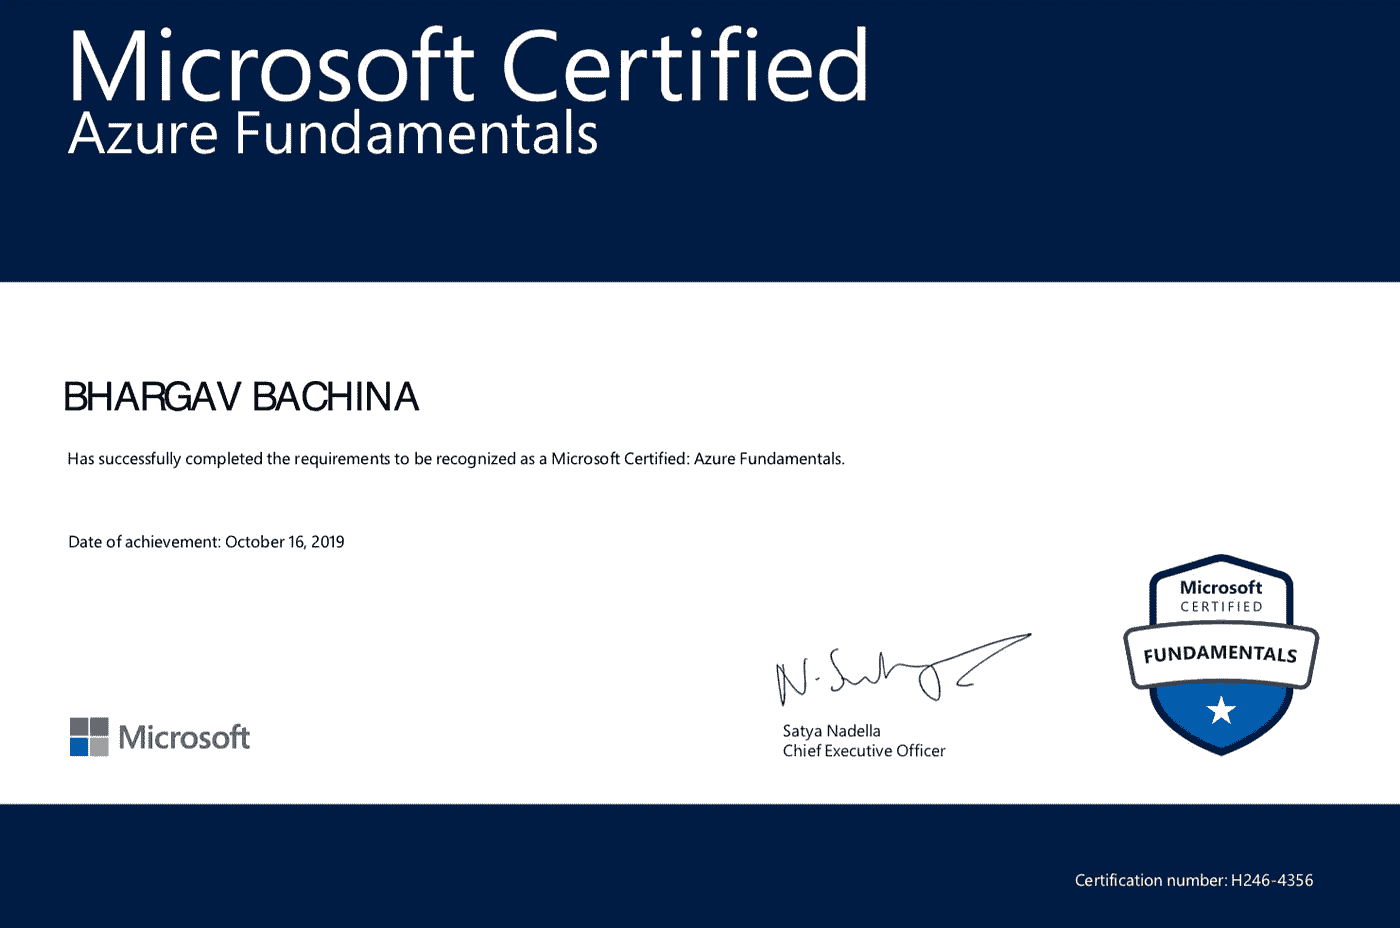 Microsoft Certified
Azure Fundamentals
BHARGAV BACHINA
Has successfully completed the requirements to be recognized as a Microsoft Certified: Azure Fundamentals.
Date of achievement: October 16, 2019
Microsoft
CERTIFIED
FUNDAMENTALS
Microsoft
Satya Nadella
Chief Executive Officer
Certification number: H246-4356